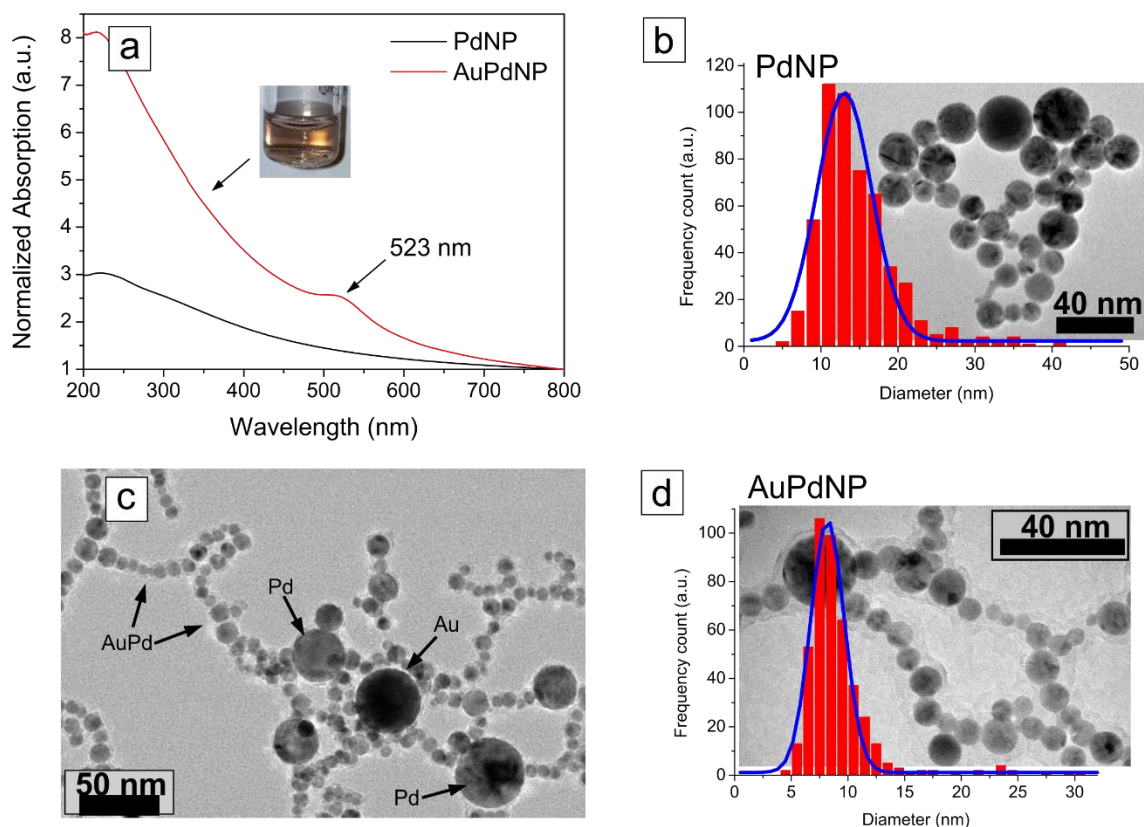 a
Normalized Absorption (a.u.)
8
7
6
5
4
3
2
1
PdNP
AuPdNP
523 nm
200 300 400 500 600 700 800
Wavelength (nm)
b
PdNP
Frequency count (a.u.)
120
100
80
60
40
20
0
40 nm
0 10 20 30 40 50
Diameter (nm)
c
Pd
AuPd
Au
Pd
50 nm
d
AuPdNP
Frequency count (a.u.)
100
80
60
40
20
0
40 nm
0 5 10 15 20 25 30
Diameter (nm)